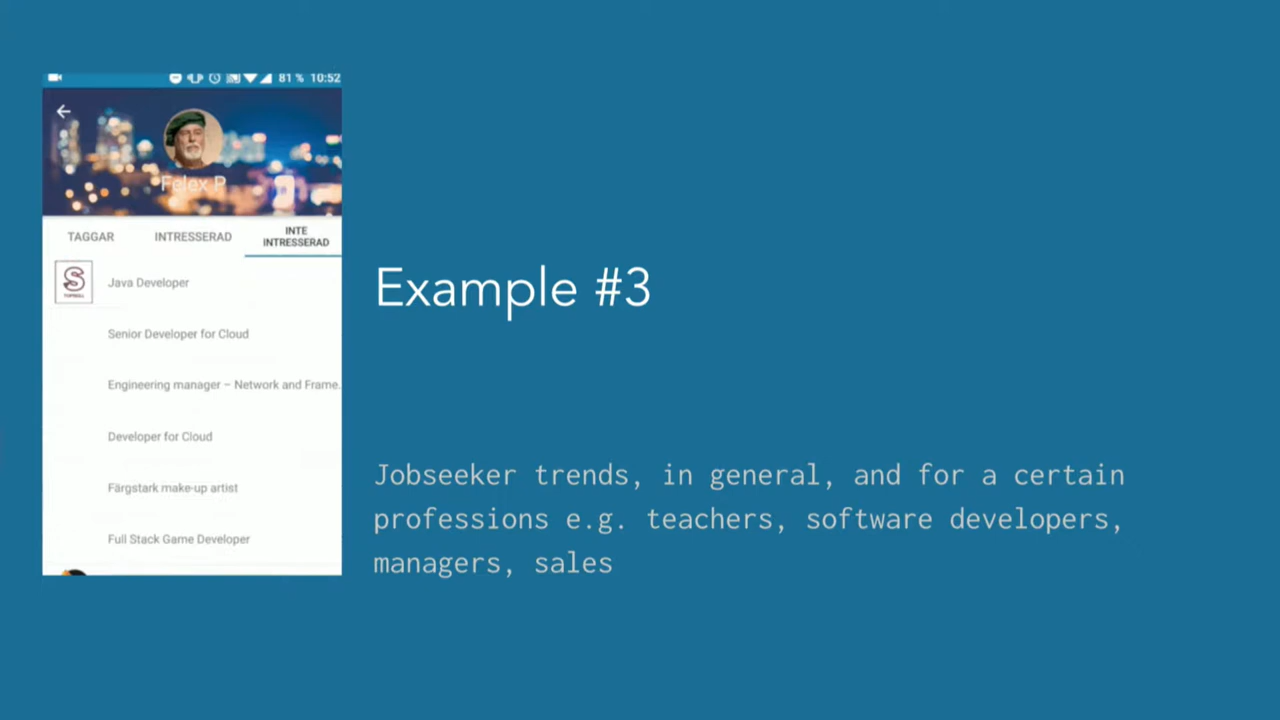 81 % 10:52
Felex P
TAGGAR
INTRESSERAD
INTE
INTRESSERAD
Java Developer
Senior Developer for Cloud
Engineering manager – Network and Frame.
Developer for Cloud
Färgstark make-up artist
Full Stack Game Developer
Example #3
Jobseeker trends, in general, and for a certain
professions e.g. teachers, software developers,
managers, sales